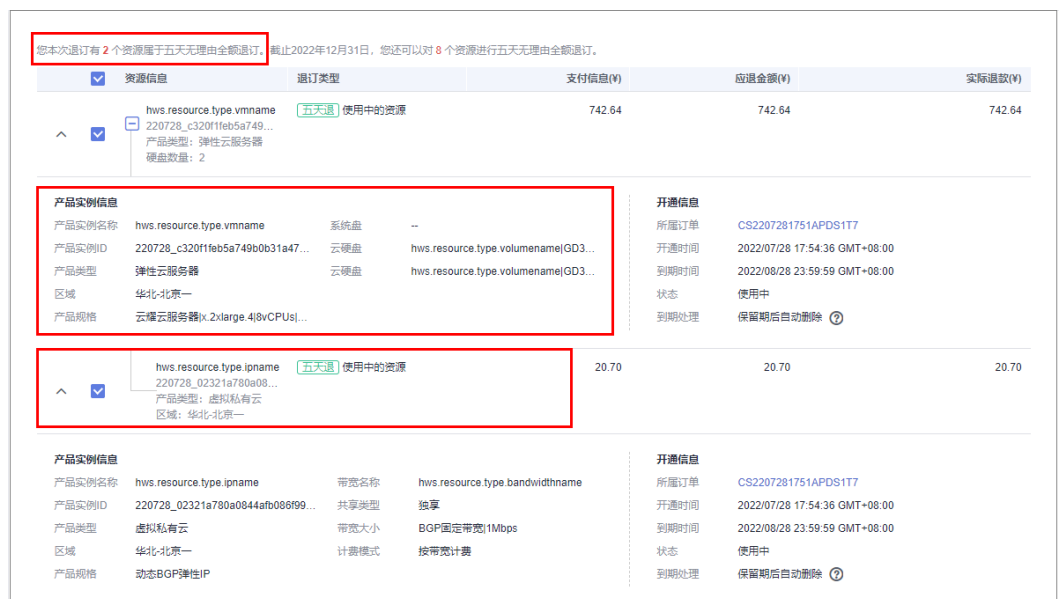 您本次退订有 2 个资源属于五天无理由全额退订。截止2022年12月31日，您还可以对 8 个资源进行五天无理由全额退订。
资源信息 退订类型 支付信息(¥) 应退金额(¥) 实际退款(¥)
hws.resource.type.vmname 五天退 使用中的资源 742.64 742.64 742.64
220728_c320f1feb5a749...
产品类型：弹性云服务器
硬盘数量：2
产品实例信息 开通信息
产品实例名称 hws.resource.type.vmname 系统盘 -- 所属订单 CS2207281751APDS1T7
产品实例ID 220728_c320f1feb5a749b0b31a47... 云硬盘 hws.resource.type.volumename|GD3... 开通时间 2022/07/28 17:54:36 GMT+08:00
产品类型 弹性云服务器 云硬盘 hws.resource.type.volumename|GD3... 到期时间 2022/08/28 23:59:59 GMT+08:00
区域 华北-北京一 状态 使用中
产品规格 云耀云服务器|x.2xlarge.4|8vCPUs|... 到期处理 保留期后自动删除 ?
hws.resource.type.ipname 五天退 使用中的资源 20.70 20.70 20.70
220728_02321a780a08...
产品类型：虚拟私有云
区域：华北-北京一
产品实例信息 开通信息
产品实例名称 hws.resource.type.ipname 带宽名称 hws.resource.type.bandwidthname 所属订单 CS2207281751APDS1T7
产品实例ID 220728_02321a780a0844afb086f99... 共享类型 独享 开通时间 2022/07/28 17:54:36 GMT+08:00
产品类型 虚拟私有云 带宽大小 BGP固定带宽|1Mbps 到期时间 2022/08/28 23:59:59 GMT+08:00
区域 华北-北京一 计费模式 按带宽计费 状态 使用中
产品规格 动态BGP弹性IP 到期处理 保留期后自动删除 ?